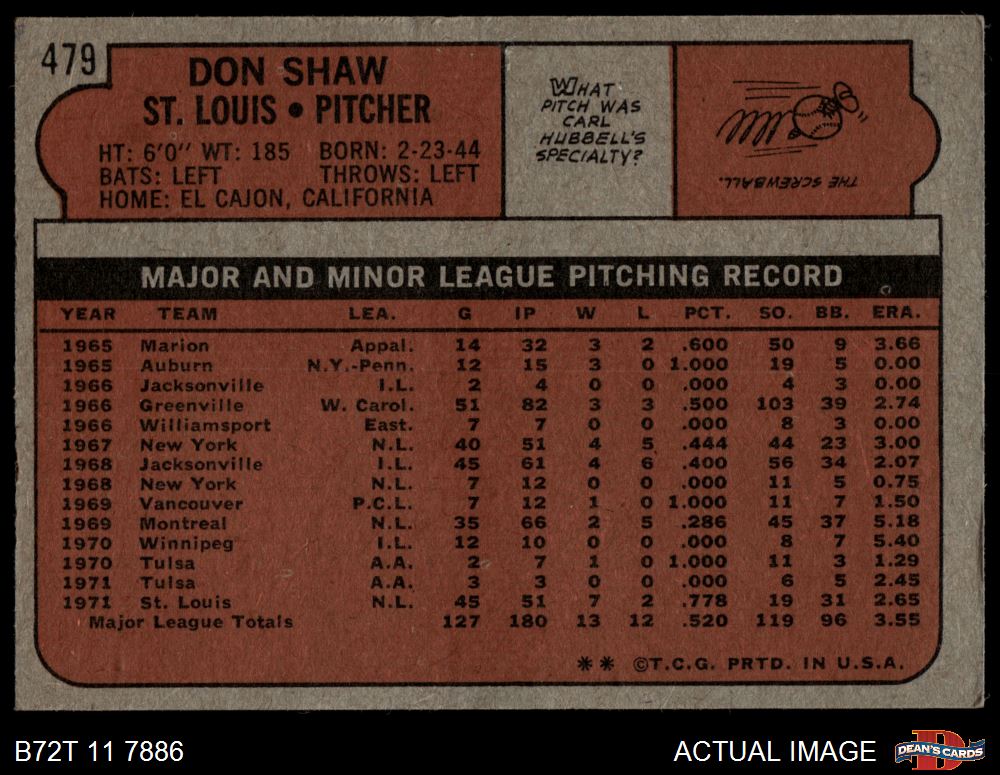 479
DON SHAW
ST. LOUIS • PITCHER
HT: 6'0" WT: 185 BORN: 2-23-44
BATS: LEFT THROWS: LEFT
HOME: EL CAJON, CALIFORNIA
WHAT
PITCH WAS
CARL
HUBBELL'S
SPECIALTY?
THE SCREWBALL.
MAJOR AND MINOR LEAGUE PITCHING RECORD
YEAR TEAM LEA. G IP W L PCT. SO. BB. ERA.
1965 Marion Appal. 14 32 3 2 .600 50 9 3.66
1965 Auburn N.Y.-Penn. 12 15 3 0 1.000 19 5 0.00
1966 Jacksonville I.L. 2 4 0 0 .000 4 3 0.00
1966 Greenville W. Carol. 51 82 3 3 .500 103 39 2.74
1966 Williamsport East. 7 7 0 0 .000 8 3 0.00
1967 New York N.L. 40 51 4 5 .444 44 23 3.00
1968 Jacksonville I.L. 45 61 4 6 .400 56 34 2.07
1968 New York N.L. 7 12 0 0 .000 11 5 0.75
1969 Vancouver P.C.L. 7 12 1 0 1.000 11 7 1.50
1969 Montreal N.L. 35 66 2 5 .286 45 37 5.18
1970 Winnipeg I.L. 12 10 0 0 .000 8 7 5.40
1970 Tulsa A.A. 2 7 1 0 1.000 11 3 1.29
1971 Tulsa A.A. 3 3 0 0 .000 6 5 2.45
1971 St. Louis N.L. 45 51 7 2 .778 19 31 2.65
Major League Totals 127 180 13 12 .520 119 96 3.55
** ©T.C.G. PRTD. IN U.S.A.
B72T 11 7886
ACTUAL IMAGE
DEAN'S CARDS